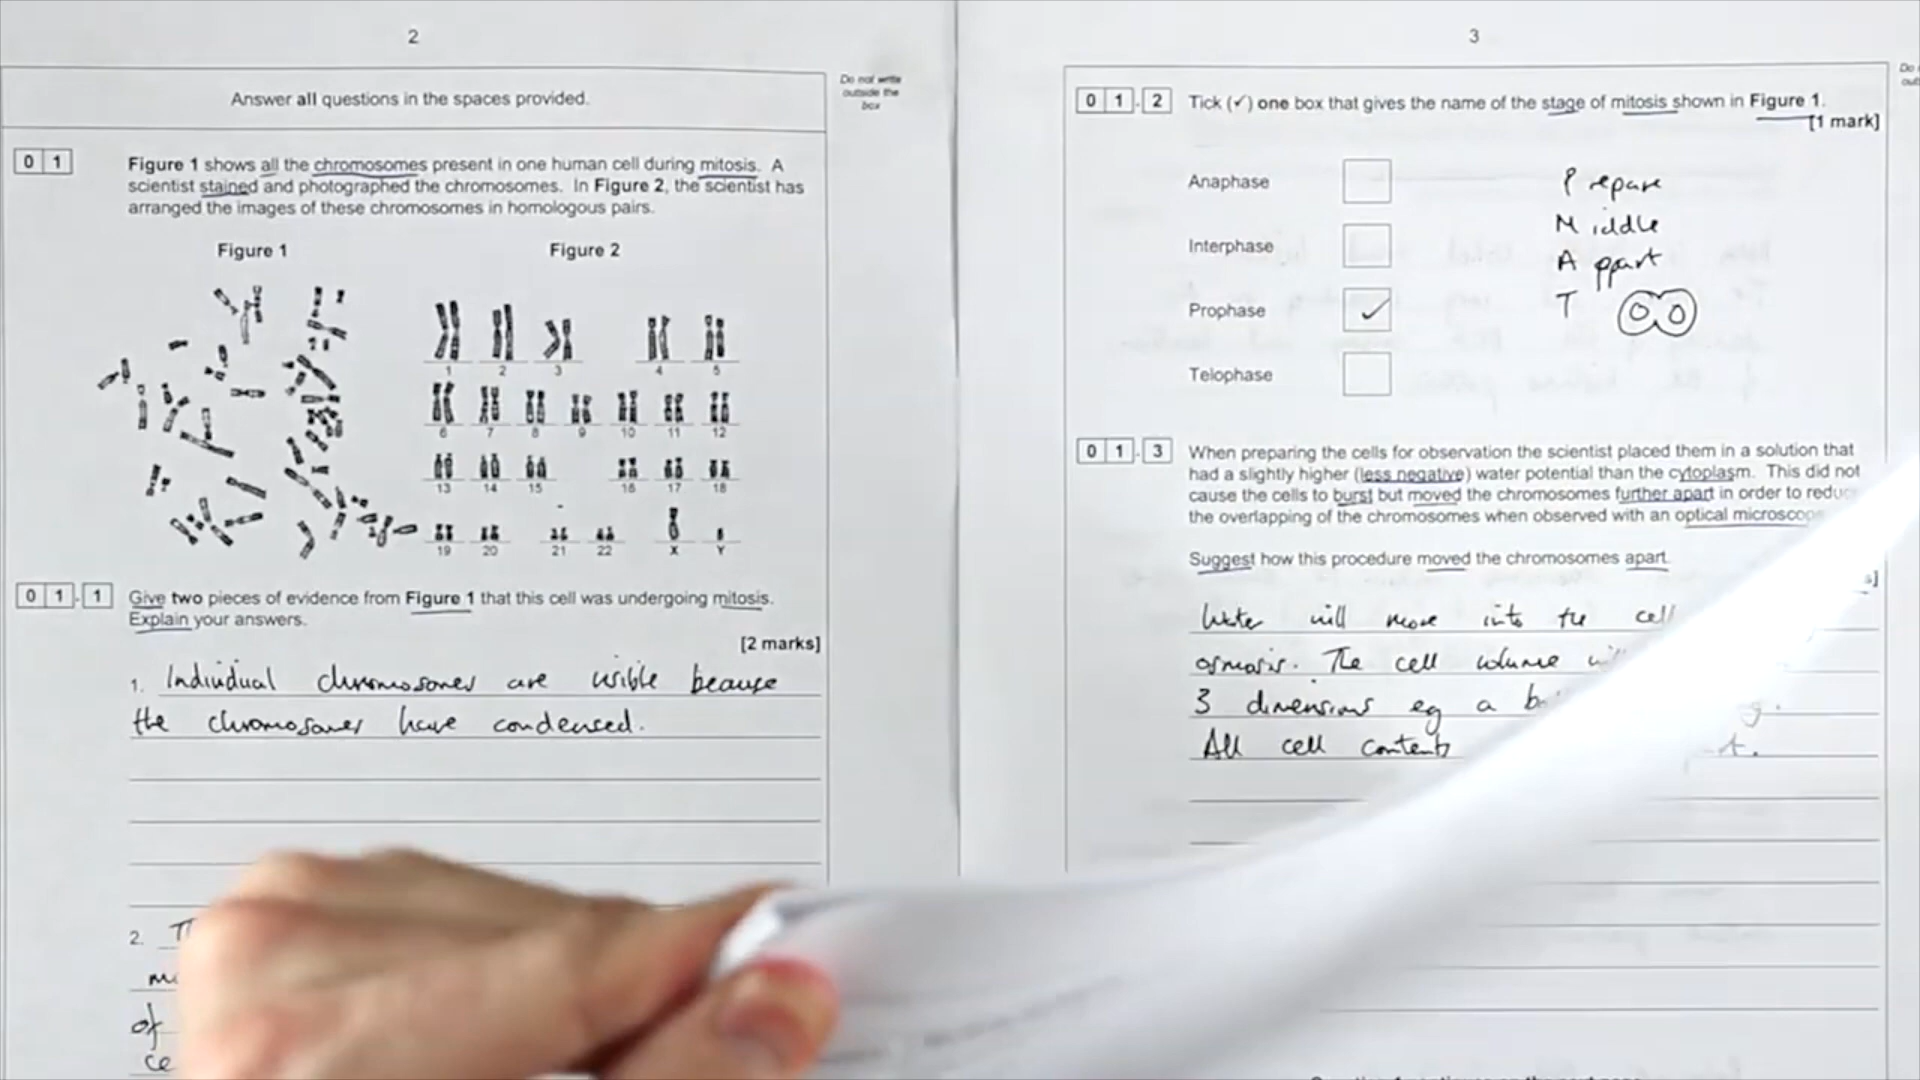 2
Answer all questions in the spaces provided.
Do not write
outside the
box
0 1
Figure 1 shows all the chromosomes present in one human cell during mitosis. A
scientist stained and photographed the chromosomes. In Figure 2, the scientist has
arranged the images of these chromosomes in homologous pairs.
Figure 1
Figure 2
1 2 3 4 5
6 7 8 9 10 11 12
13 14 15 16 17 18
19 20 21 22 X Y
0 1 . 1
Give two pieces of evidence from Figure 1 that this cell was undergoing mitosis.
Explain your answers.
[2 marks]
1. Individual chromosomes are visible because
the chromosomes have condensed.
2.
of
3
Do
0 1 . 2
Tick (✓) one box that gives the name of the stage of mitosis shown in Figure 1.
[1 mark]
Anaphase
Interphase
Prophase ✓
Telophase
Prepare
Middle
Appart
T
0 1 . 3
When preparing the cells for observation the scientist placed them in a solution that
had a slightly higher (less negative) water potential than the cytoplasm. This did not
cause the cells to burst but moved the chromosomes further apart in order to
the overlapping of the chromosomes when observed with an optical
Suggest how this procedure moved the chromosomes apart.
Water will move into the cell
osmosis. The cell volume
3 dimensions eg a
All cell contents